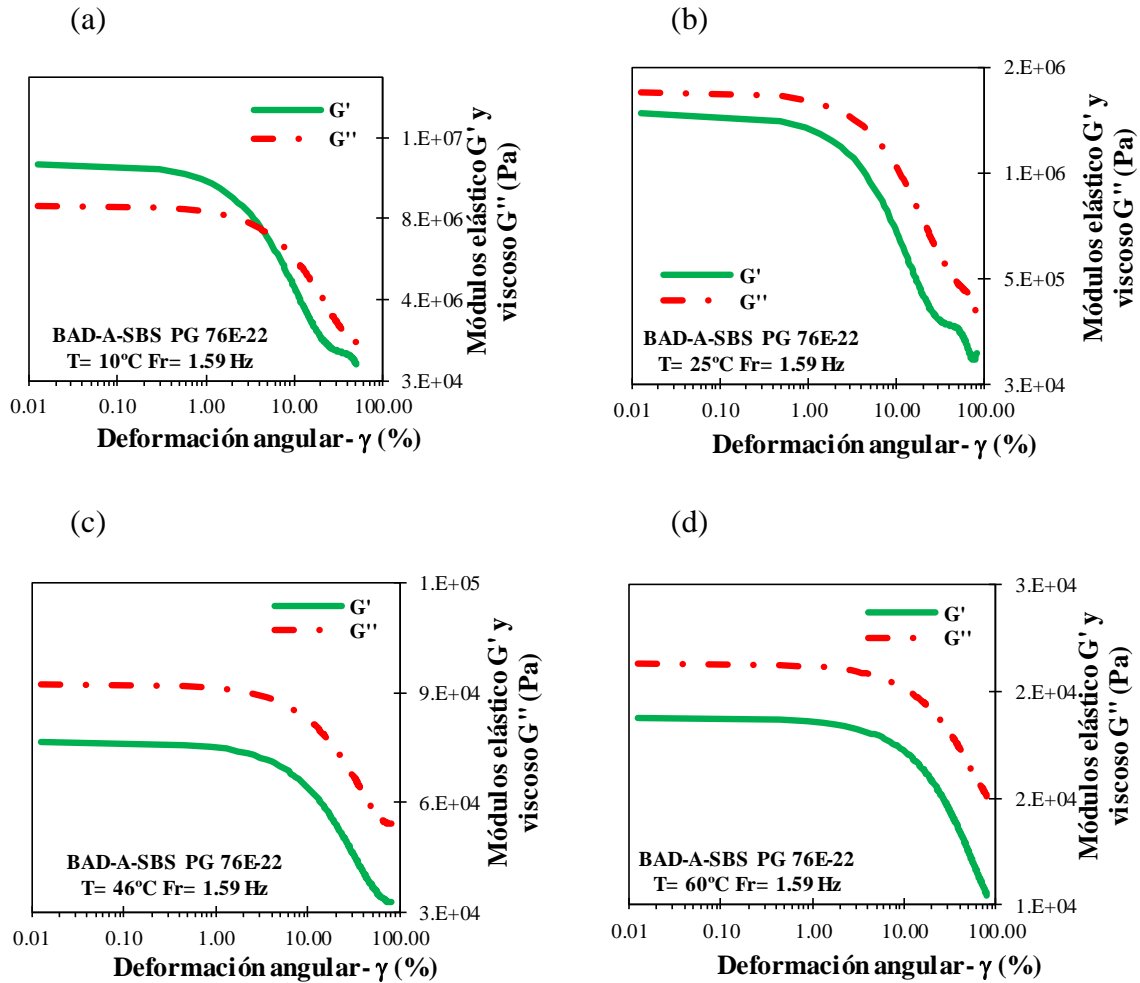 (a)
G'
G''
1.E+07
8.E+06
4.E+06
3.E+04
Módulos elástico G' y
viscoso G'' (Pa)
BAD-A-SBS PG 76E-22
T= 10ºC Fr= 1.59 Hz
0.01 0.10 1.00 10.00 100.00
Deformación angular- γ (%)
(b)
2.E+06
1.E+06
5.E+05
3.E+04
Módulos elástico G' y
viscoso G'' (Pa)
G'
G''
BAD-A-SBS PG 76E-22
T= 25ºC Fr= 1.59 Hz
0.01 0.10 1.00 10.00 100.00
Deformación angular- γ (%)
(c)
G'
G''
1.E+05
9.E+04
6.E+04
3.E+04
Módulos elástico G' y
viscoso G'' (Pa)
BAD-A-SBS PG 76E-22
T= 46ºC Fr= 1.59 Hz
0.01 0.10 1.00 10.00 100.00
Deformación angular- γ (%)
(d)
G'
G''
3.E+04
2.E+04
2.E+04
1.E+04
Módulos elástico G' y
viscoso G'' (Pa)
BAD-A-SBS PG 76E-22
T= 60ºC Fr= 1.59 Hz
0.01 0.10 1.00 10.00 100.00
Deformación angular- γ (%)